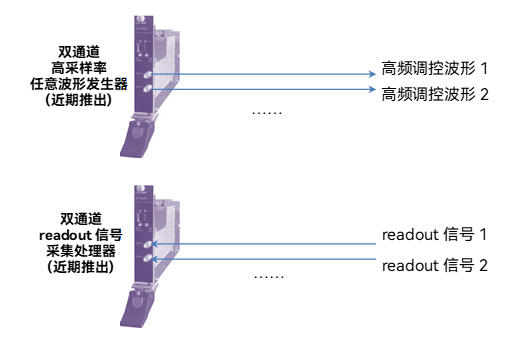 双通道
高采样率
任意波形发生器
(近期推出)
高频调控波形 1
高频调控波形 2
……
双通道
readout 信号
采集处理器
(近期推出)
readout 信号 1
readout 信号 2
……